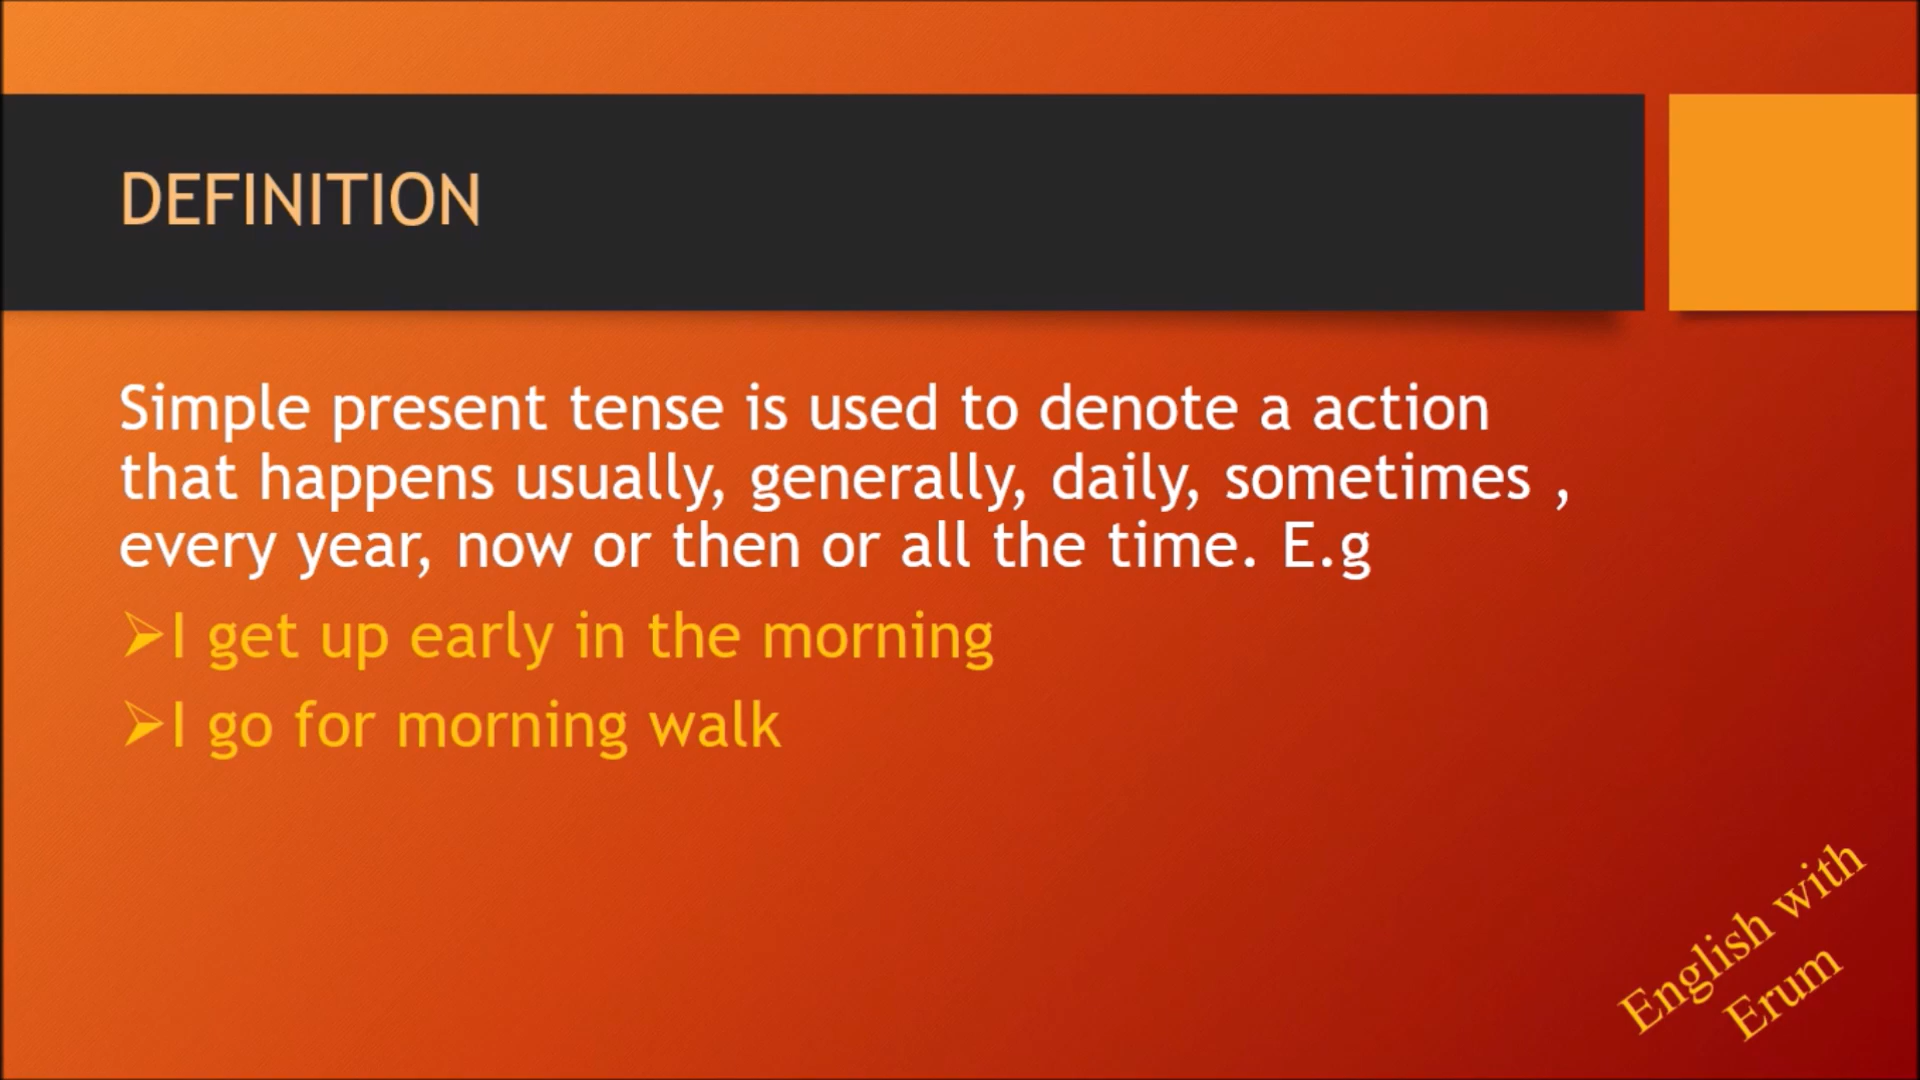 DEFINITION
Simple present tense is used to denote a action
that happens usually, generally, daily, sometimes ,
every year, now or then or all the time. E.g
➢I get up early in the morning
➢I go for morning walk
English with
Erum